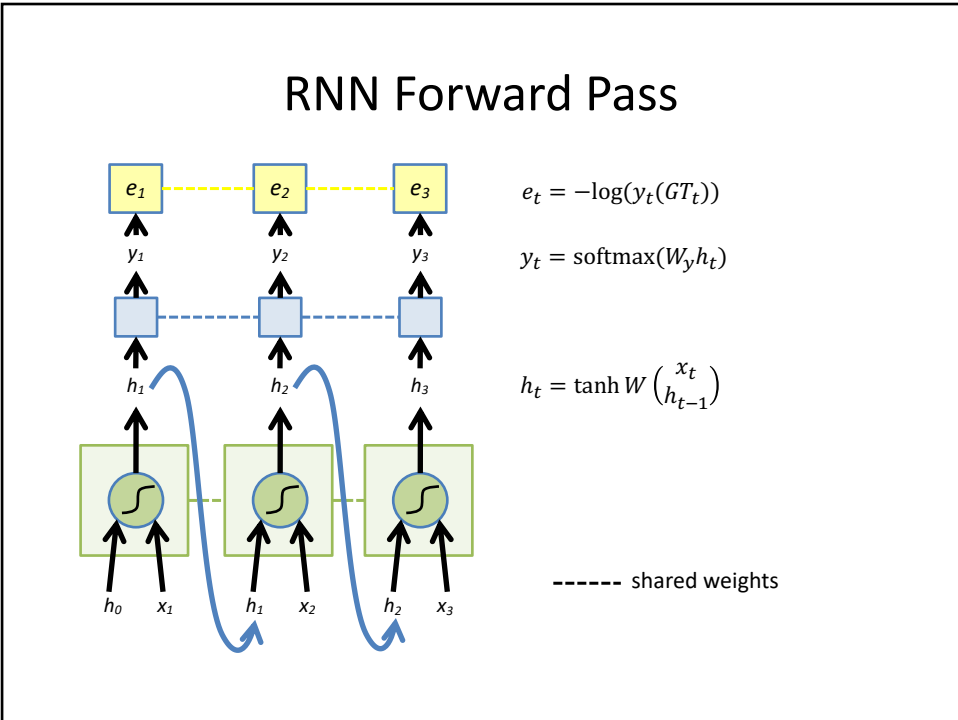 RNN Forward Pass
e₁ e₂ e₃
e_t = −log(y_t(GT_t))
y₁ y₂ y₃
y_t = softmax(W_y h_t)
h₁ h₂ h₃
h_t = tanh W (x_t h_{t−1})
h₀ x₁ h₁ x₂ h₂ x₃
------ shared weights